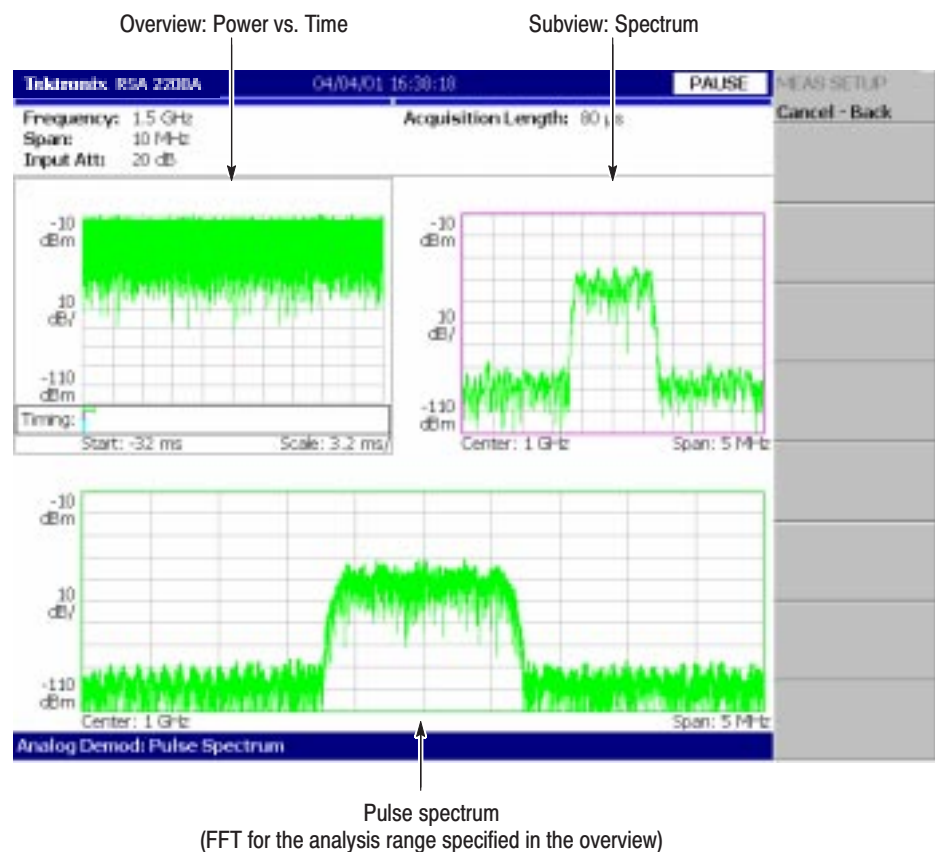 Overview: Power vs. Time
Subview: Spectrum
Tektronix RSA 2200A 04/04/01 16:38:18 PAUSE
MEAS SETUP
Cancel - Back
Frequency: 1.5 GHz
Acquisition Length: 80 µs
Span: 10 MHz
Input Att: 20 dB
-10
dBm
10
dB/
-110
dBm
Timing:
Start: -32 ms
Scale: 3.2 ms/
-10
dBm
10
dB/
-110
dBm
Center: 1 GHz
Span: 5 MHz
-10
dBm
10
dB/
-110
dBm
Center: 1 GHz
Span: 5 MHz
Analog Demod: Pulse Spectrum
Pulse spectrum
(FFT for the analysis range specified in the overview)